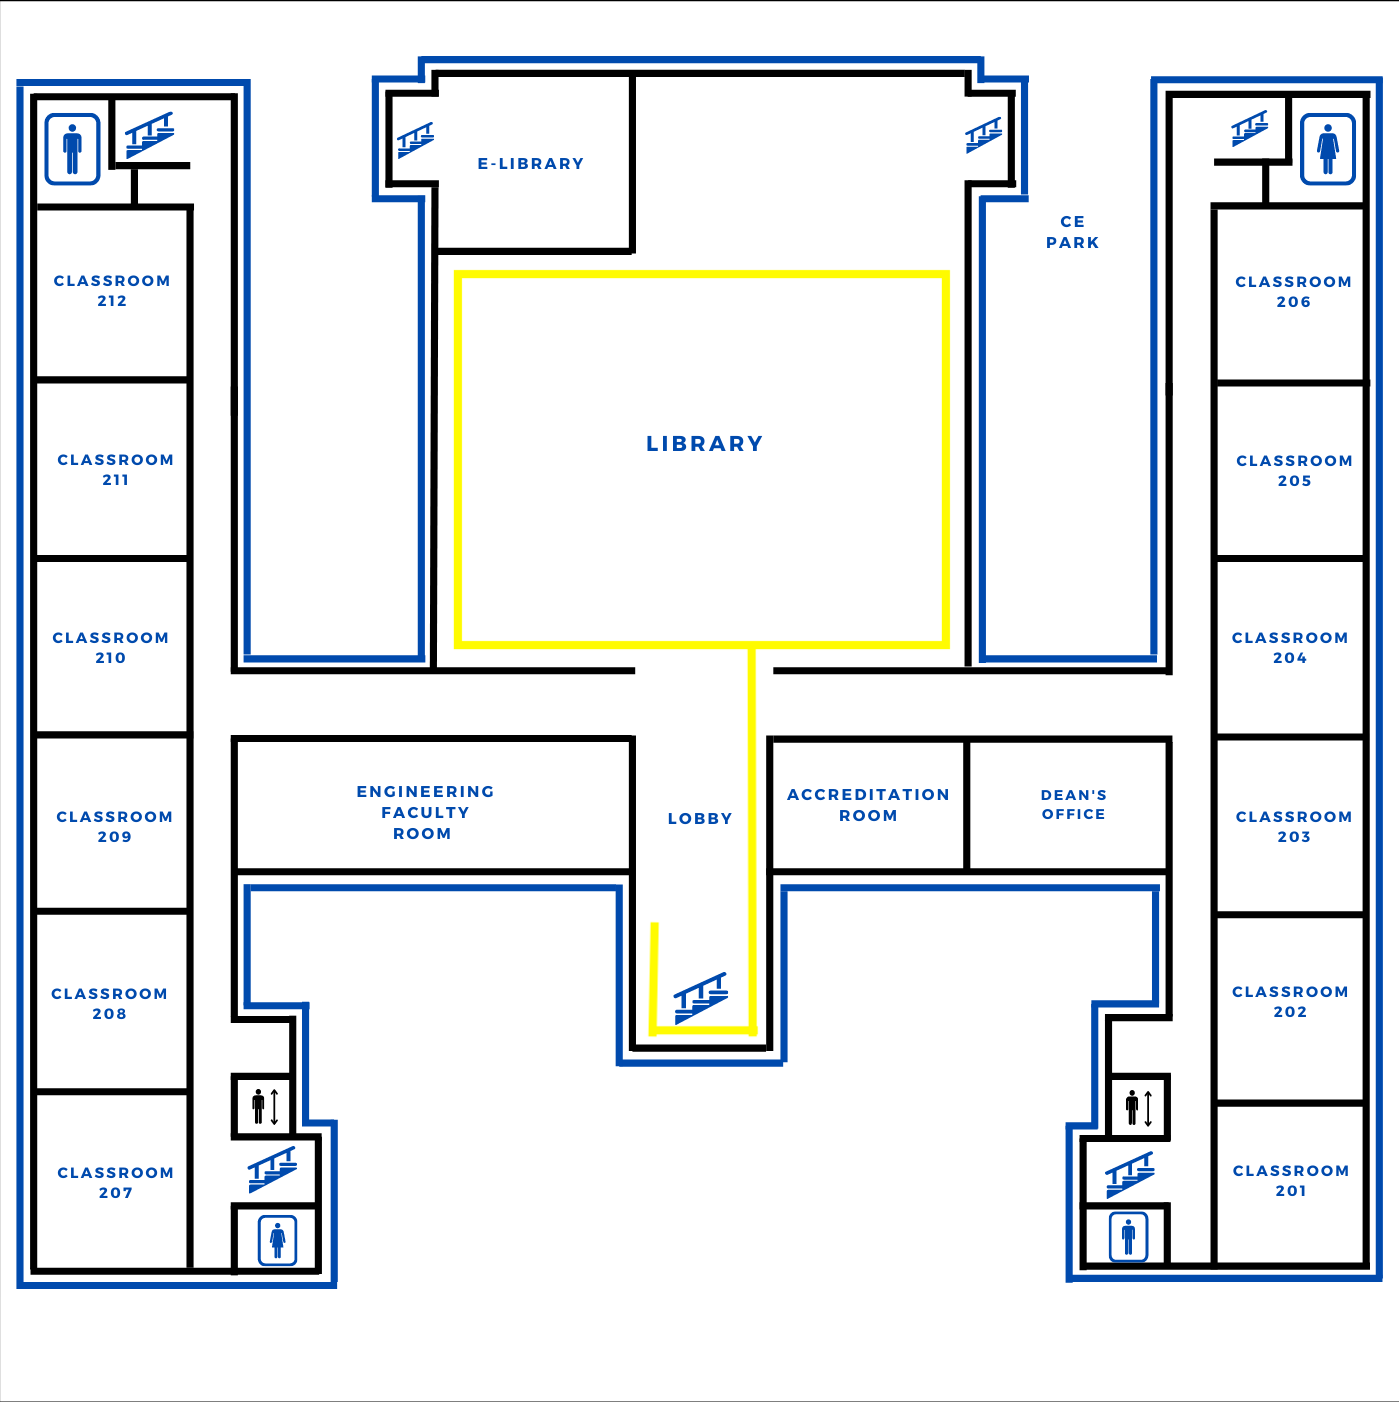 E-LIBRARY
CE
PARK
CLASSROOM
212
CLASSROOM
206
LIBRARY
CLASSROOM
211
CLASSROOM
205
CLASSROOM
210
CLASSROOM
204
ENGINEERING
FACULTY
ROOM
LOBBY
ACCREDITATION
ROOM
DEAN'S
OFFICE
CLASSROOM
209
CLASSROOM
203
CLASSROOM
208
CLASSROOM
202
CLASSROOM
207
CLASSROOM
201